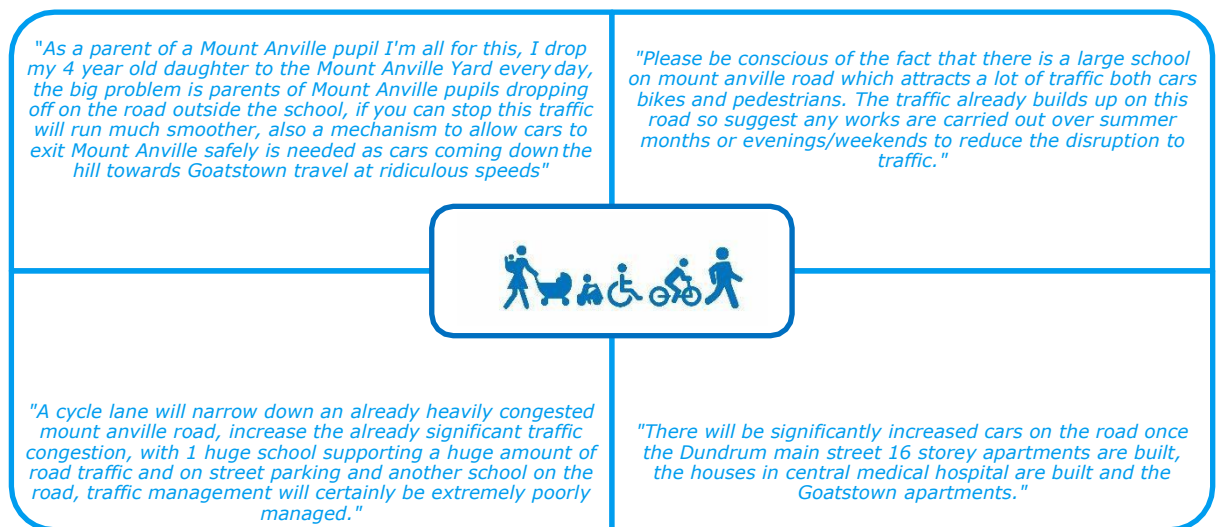 "As a parent of a Mount Anville pupil I'm all for this, I drop
my 4 year old daughter to the Mount Anville Yard every day,
the big problem is parents of Mount Anville pupils dropping
off on the road outside the school, if you can stop this traffic
will run much smoother, also a mechanism to allow cars to
exit Mount Anville safely is needed as cars coming down the
hill towards Goatstown travel at ridiculous speeds"
"Please be conscious of the fact that there is a large school
on mount anville road which attracts a lot of traffic both cars
bikes and pedestrians. The traffic already builds up on this
road so suggest any works are carried out over summer
months or evenings/weekends to reduce the disruption to
traffic."
"A cycle lane will narrow down an already heavily congested
mount anville road, increase the already significant traffic
congestion, with 1 huge school supporting a huge amount of
road traffic and on street parking and another school on the
road, traffic management will certainly be extremely poorly
managed."
"There will be significantly increased cars on the road once
the Dundrum main street 16 storey apartments are built,
the houses in central medical hospital are built and the
Goatstown apartments."